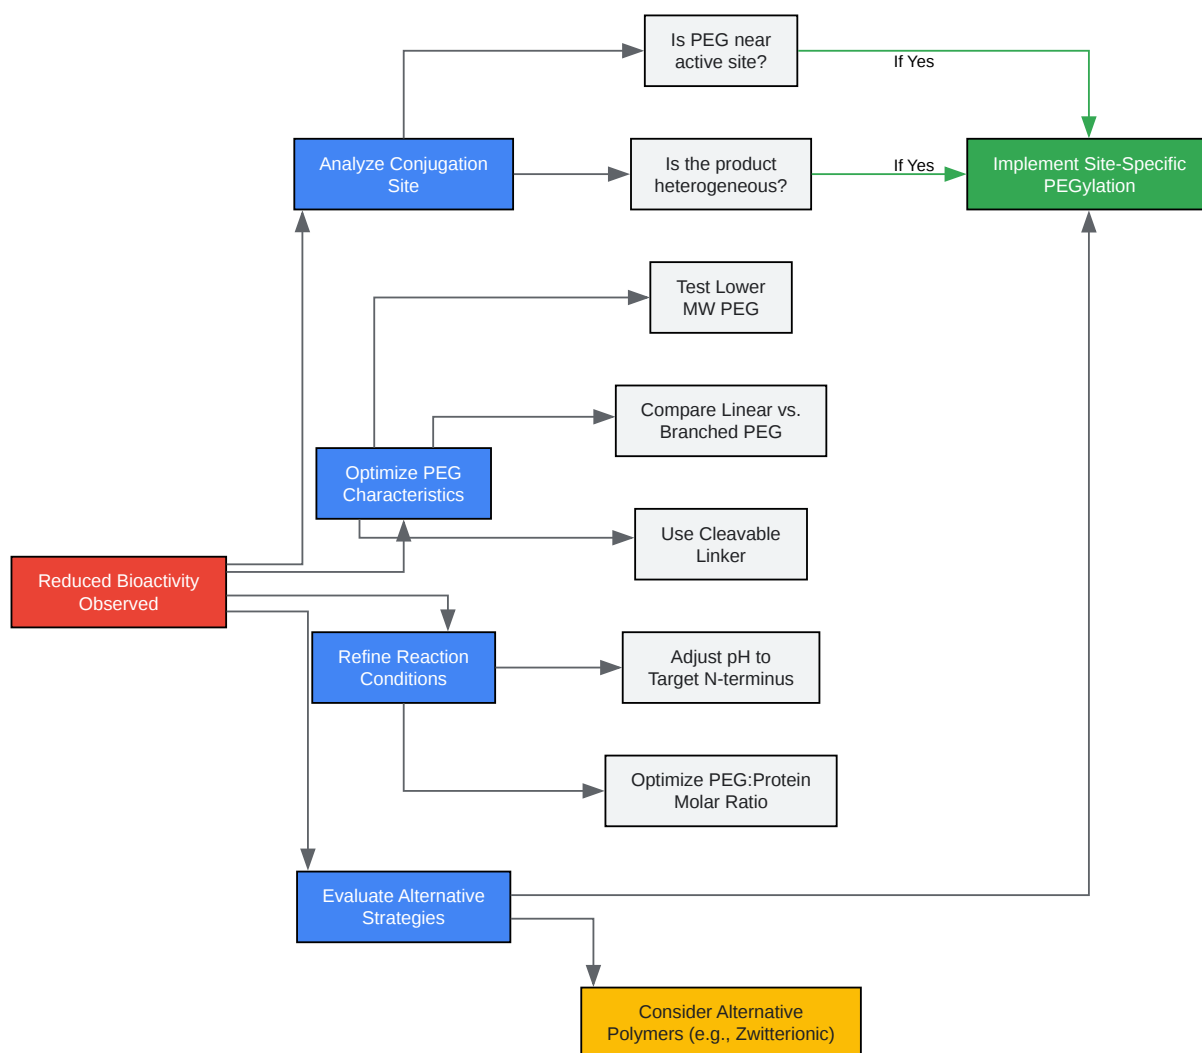 Is PEG near
active site?
If Yes
Analyze Conjugation
Site
Is the product
heterogeneous?
If Yes
Implement Site-Specific
PEGylation
Test Lower
MW PEG
Compare Linear vs.
Branched PEG
Optimize PEG
Characteristics
Use Cleavable
Linker
Reduced Bioactivity
Observed
Refine Reaction
Conditions
Adjust pH to
Target N-terminus
Optimize PEG:Protein
Molar Ratio
Evaluate Alternative
Strategies
Consider Alternative
Polymers (e.g., Zwitterionic)